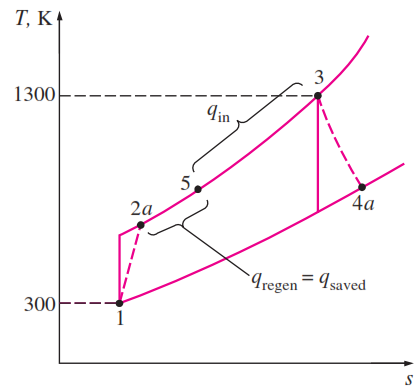 T, K
1300
3
q_in
5
2a
4a
q_regen = q_saved
300
1
s